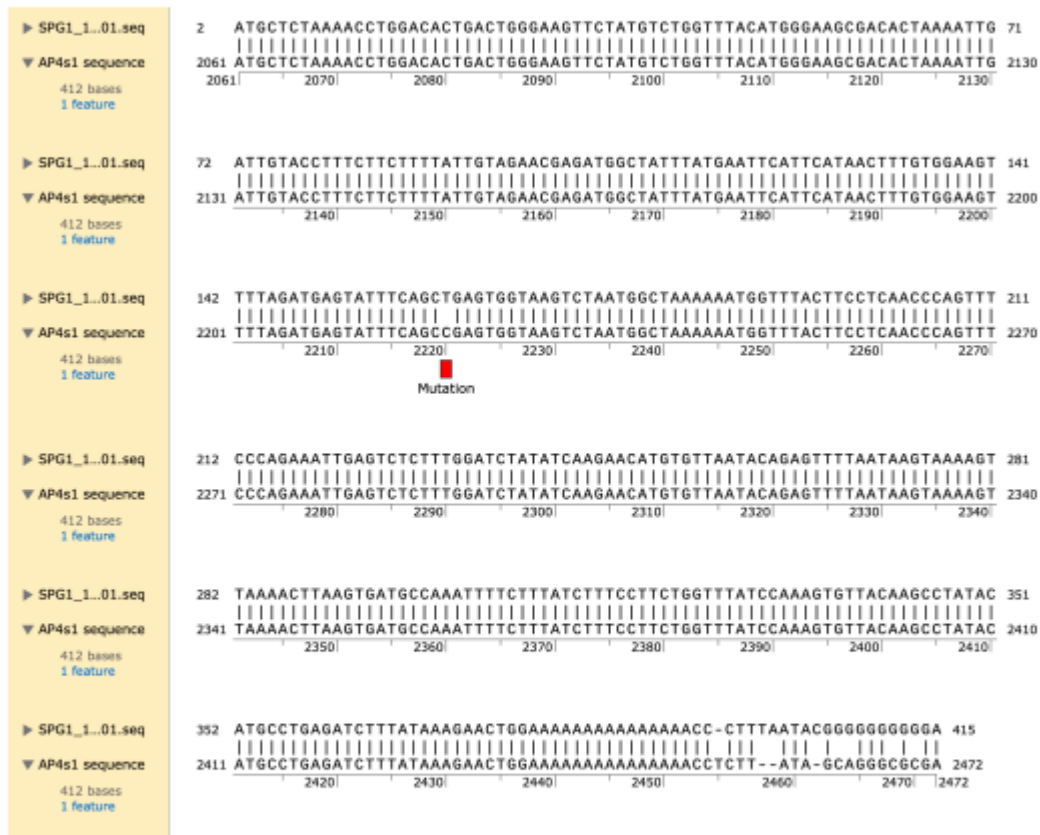 SPG1_1...01.seq 2 ATGCTCTAAAACCTGGACACTGACTGGGAAGTTCTATGTCTGGTTTACATGGGAAGCGACACTAAAATTG 71
AP4s1 sequence 2061 ATGCTCTAAAACCTGGACACTGACTGGGAAGTTCTATGTCTGGTTTACATGGGAAGCGACACTAAAATTG 2130
2061 2070 2080 2090 2100 2110 2120 2130
412 bases
1 feature
SPG1_1...01.seq 72 ATTGTACCTTTCTTCTTTTATTGTAGAACGAGATGGCTATTTATGAATTCATTCATAACTTTGTGGAAGT 141
AP4s1 sequence 2131 ATTGTACCTTTCTTCTTTTATTGTAGAACGAGATGGCTATTTATGAATTCATTCATAACTTTGTGGAAGT 2200
2140 2150 2160 2170 2180 2190 2200
412 bases
1 feature
SPG1_1...01.seq 142 TTTAGATGAGTATTTCAGCTGAGTGGTAAGTCTAATGGCTAAAAAATGGTTTACTTCCTCAACCCAGTTT 211
AP4s1 sequence 2201 TTTAGATGAGTATTTCAGCCGAGTGGTAAGTCTAATGGCTAAAAAATGGTTTACTTCCTCAACCCAGTTT 2270
2210 2220 2230 2240 2250 2260 2270
412 bases
1 feature
Mutation
SPG1_1...01.seq 212 CCCAGAAATTGAGTCTCTTTGGATCTATATCAAGAACATGTGTTAATACAGAGTTTTAATAAGTAAAAGT 281
AP4s1 sequence 2271 CCCAGAAATTGAGTCTCTTTGGATCTATATCAAGAACATGTGTTAATACAGAGTTTTAATAAGTAAAAGT 2340
2280 2290 2300 2310 2320 2330 2340
412 bases
1 feature
SPG1_1...01.seq 282 TAAAACTTAAGTGATGCCAAATTTTCTTTATCTTTCCTTCTGGTTTATCCAAAGTGTTACAAGCCTATAC 351
AP4s1 sequence 2341 TAAAACTTAAGTGATGCCAAATTTTCTTTATCTTTCCTTCTGGTTTATCCAAAGTGTTACAAGCCTATAC 2410
2350 2360 2370 2380 2390 2400 2410
412 bases
1 feature
SPG1_1...01.seq 352 ATGCCTGAGATCTTTATAAAGAACTGGAAAAAAAAAAAAAAAAACC-CTTTAATACGGGGGGGGGGA 415
AP4s1 sequence 2411 ATGCCTGAGATCTTTATAAAGAACTGGAAAAAAAAAAAAAAAAACCTCTT--ATA-GCAGGGCGCGA 2472
2420 2430 2440 2450 2460 2470 2472
412 bases
1 feature